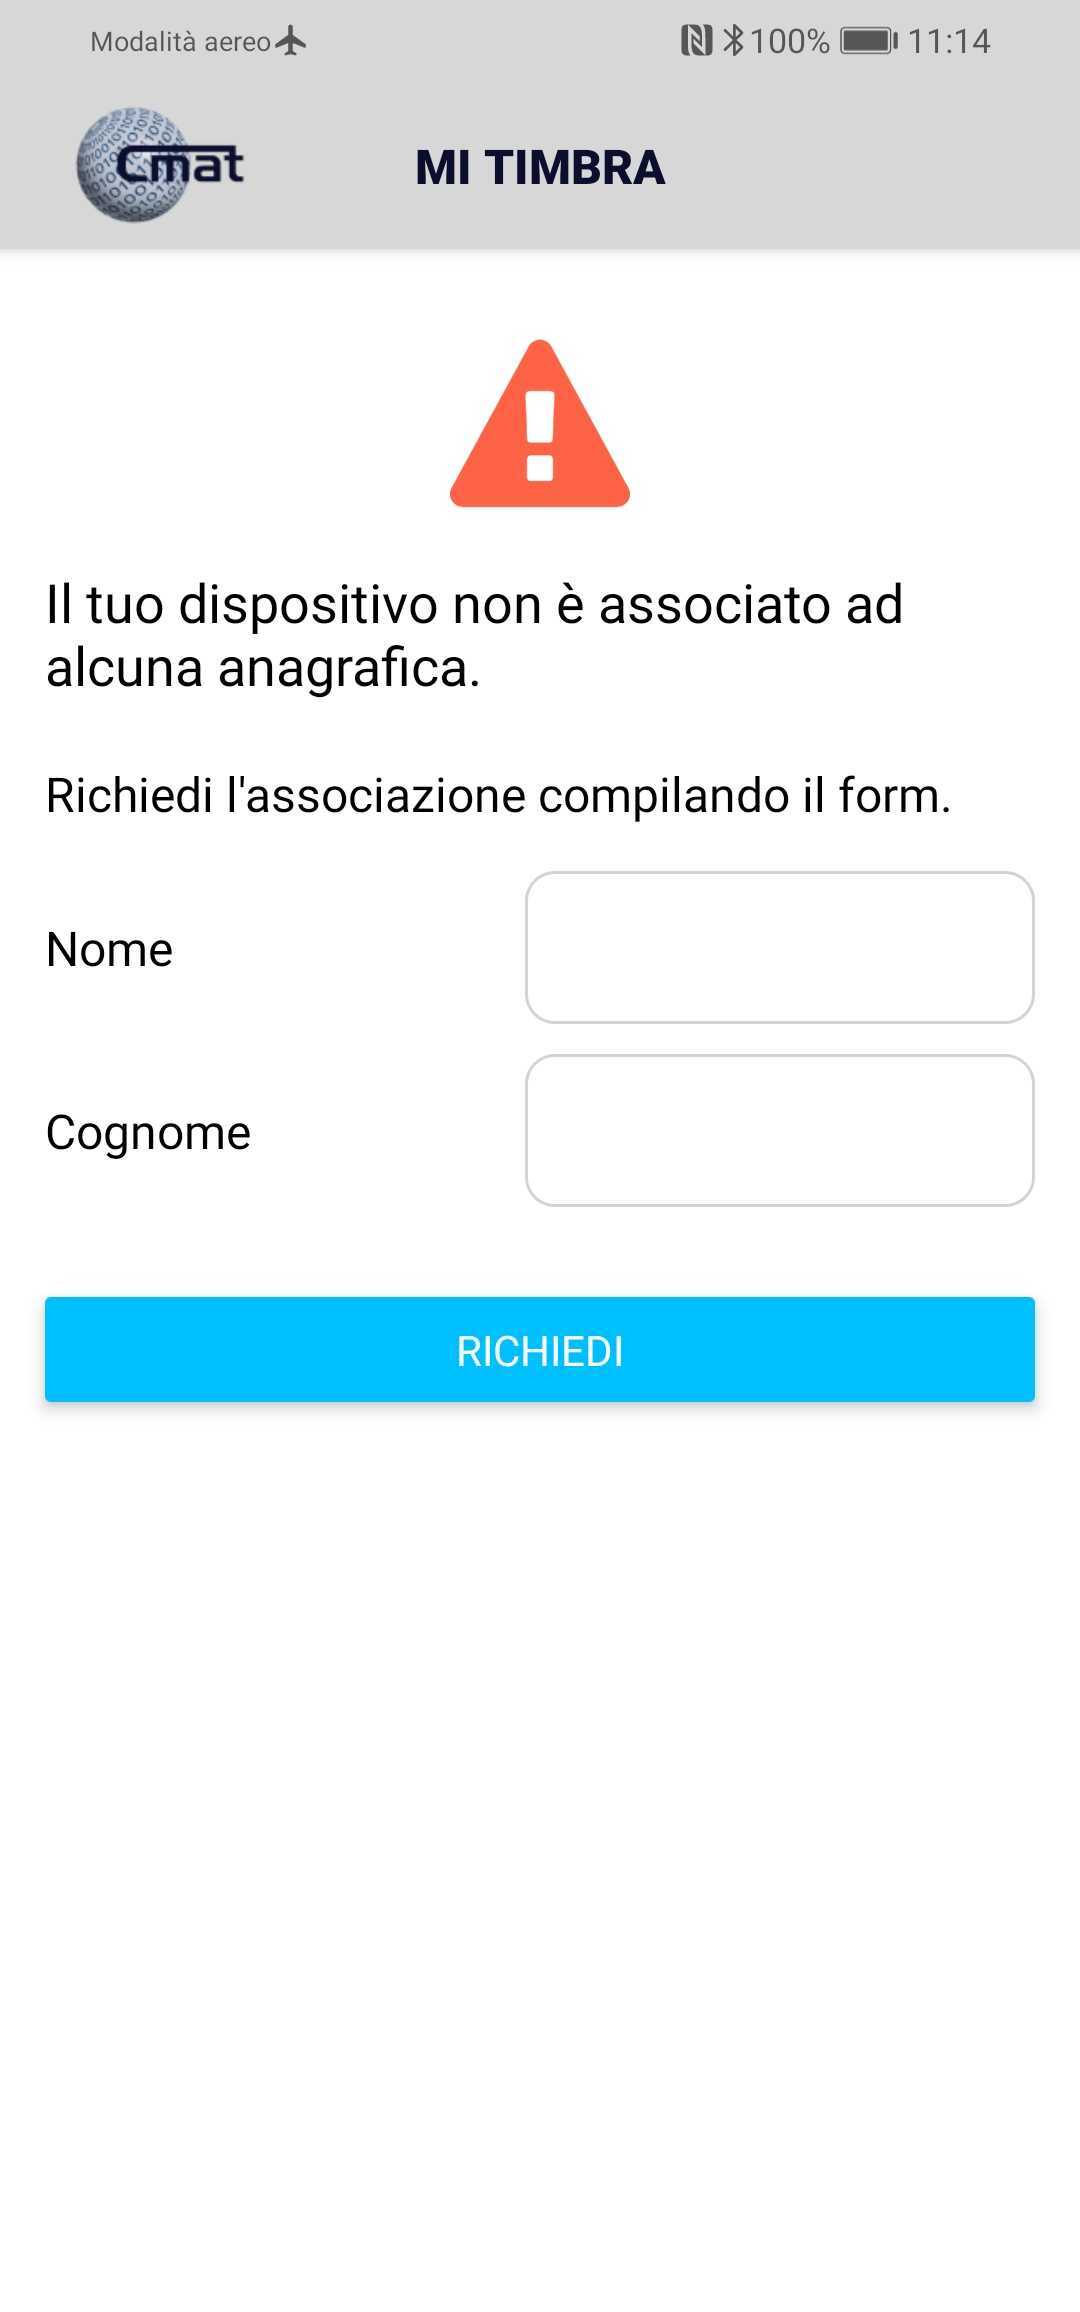 Modalità aereo 100% 11:14
Cmat
MI TIMBRA
Il tuo dispositivo non è associato ad
alcuna anagrafica.
Richiedi l'associazione compilando il form.
Nome
Cognome
RICHIEDI